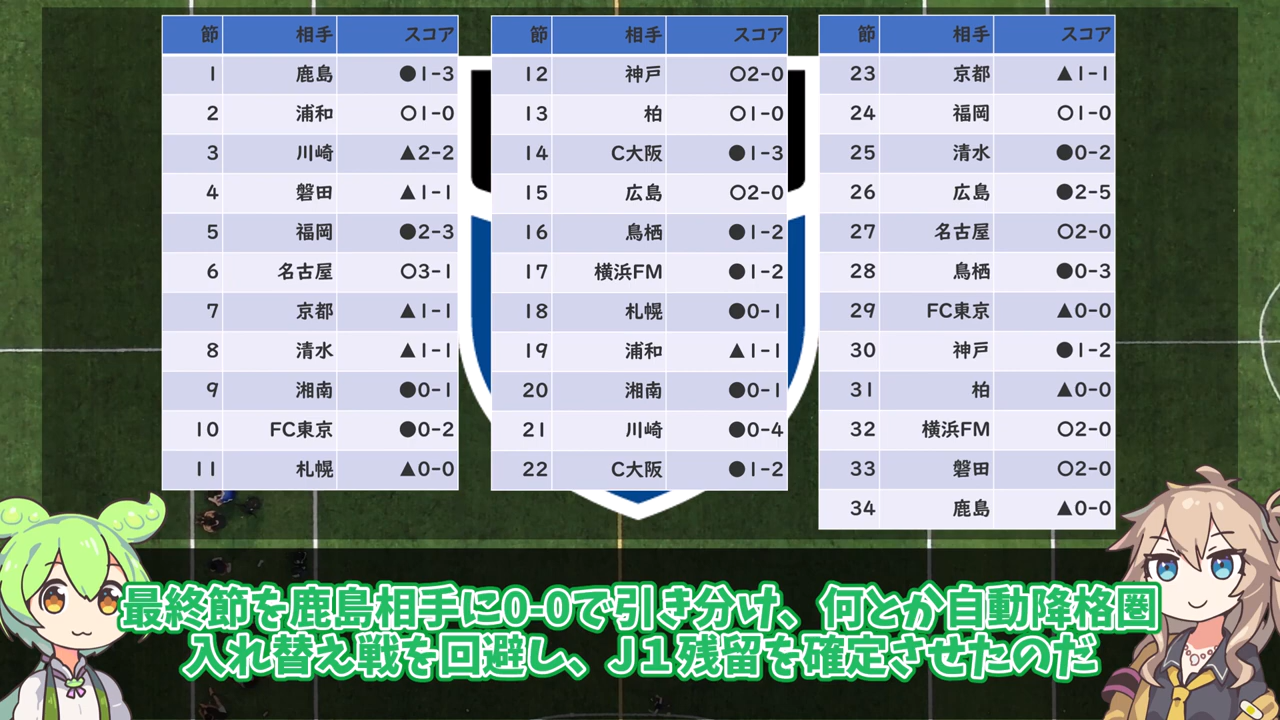 節 相手 スコア
1 鹿島 ●1-3
2 浦和 ○1-0
3 川崎 ▲2-2
4 磐田 ▲1-1
5 福岡 ●2-3
6 名古屋 ○3-1
7 京都 ▲1-1
8 清水 ▲1-1
9 湘南 ●0-1
10 FC東京 ●0-2
11 札幌 ▲0-0
節 相手 スコア
12 神戸 ○2-0
13 柏 ○1-0
14 C大阪 ●1-3
15 広島 ○2-0
16 鳥栖 ●1-2
17 横浜FM ●1-2
18 札幌 ●0-1
19 浦和 ▲1-1
20 湘南 ●0-1
21 川崎 ●0-4
22 C大阪 ●1-2
節 相手 スコア
23 京都 ▲1-1
24 福岡 ○1-0
25 清水 ●0-2
26 広島 ●2-5
27 名古屋 ○2-0
28 鳥栖 ●0-3
29 FC東京 ▲0-0
30 神戸 ●1-2
31 柏 ▲0-0
32 横浜FM ○2-0
33 磐田 ○2-0
34 鹿島 ▲0-0
最終節を鹿島相手に0-0で引き分け、何とか自動降格圏
入れ替え戦を回避し、J１残留を確定させたのだ